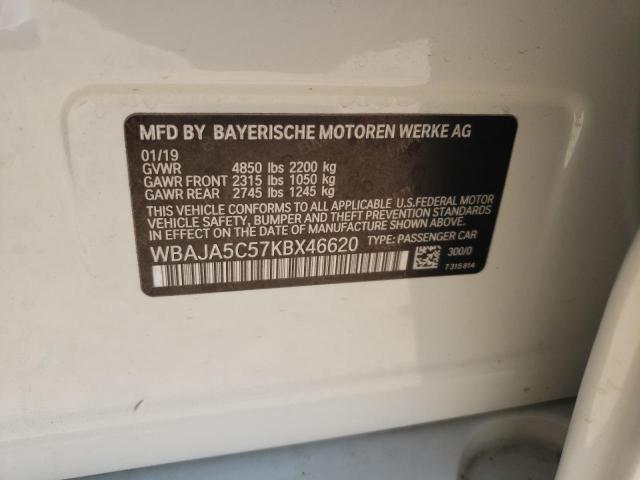 MFD BY BAYERISCHE MOTOREN WERKE AG
01/19
GVWR 4850 lbs 2200 kg
GAWR FRONT 2315 lbs 1050 kg
GAWR REAR 2745 lbs 1245 kg
THIS VEHICLE CONFORMS TO ALL APPLICABLE U.S.FEDERAL MOTOR
VEHICLE SAFETY, BUMPER AND THEFT PREVENTION STANDARDS
IN EFFECT ON THE DATE OF MANUFACTURE SHOWN ABOVE.
WBAJA5C57KBX46620 TYPE: PASSENGER CAR
300/0
7 315 814